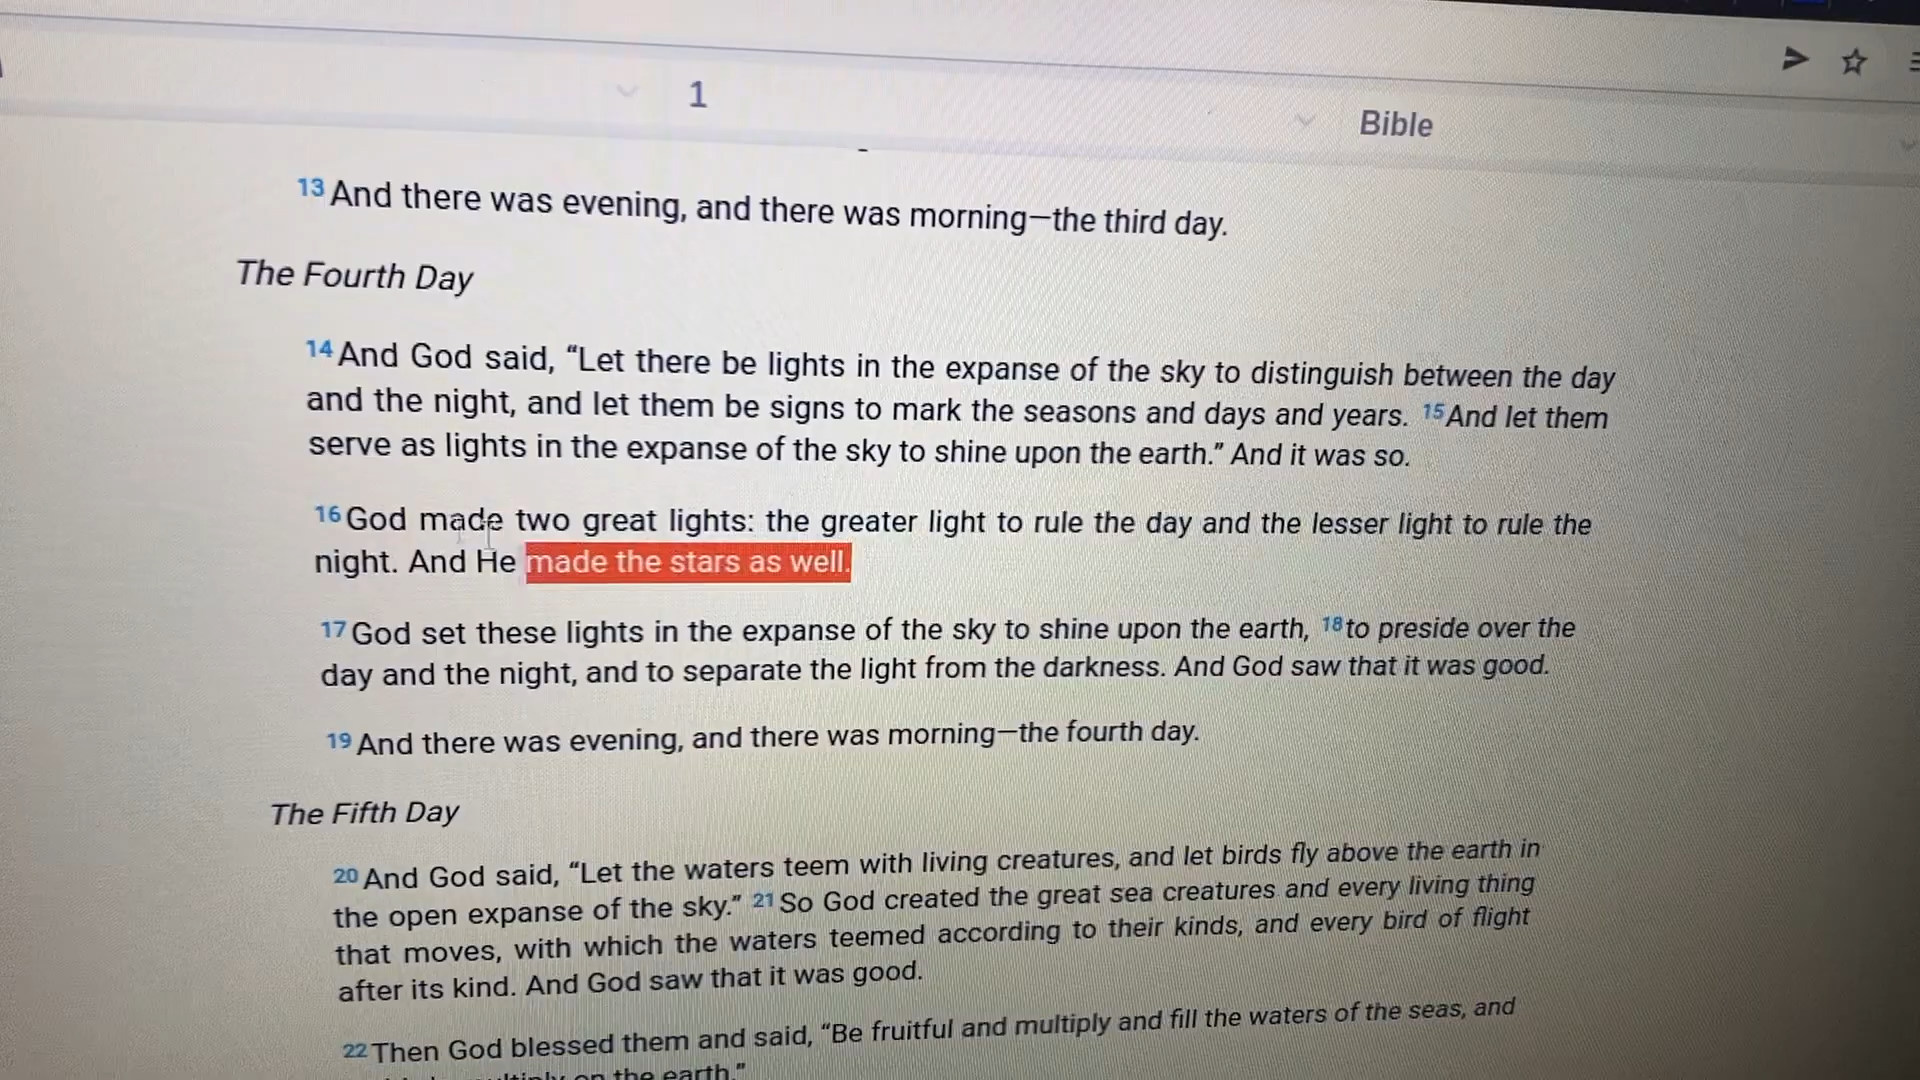 1
Bible
13 And there was evening, and there was morning—the third day.
The Fourth Day
14 And God said, “Let there be lights in the expanse of the sky to distinguish between the day
and the night, and let them be signs to mark the seasons and days and years. 15 And let them
serve as lights in the expanse of the sky to shine upon the earth.” And it was so.
16 God made two great lights: the greater light to rule the day and the lesser light to rule the
night. And He made the stars as well.
17 God set these lights in the expanse of the sky to shine upon the earth, 18 to preside over the
day and the night, and to separate the light from the darkness. And God saw that it was good.
19 And there was evening, and there was morning—the fourth day.
The Fifth Day
20 And God said, “Let the waters teem with living creatures, and let birds fly above the earth in
the open expanse of the sky.” 21 So God created the great sea creatures and every living thing
that moves, with which the waters teemed according to their kinds, and every bird of flight
after its kind. And God saw that it was good.
22 Then God blessed them and said, “Be fruitful and multiply and fill the waters of the seas, and
on the earth.”